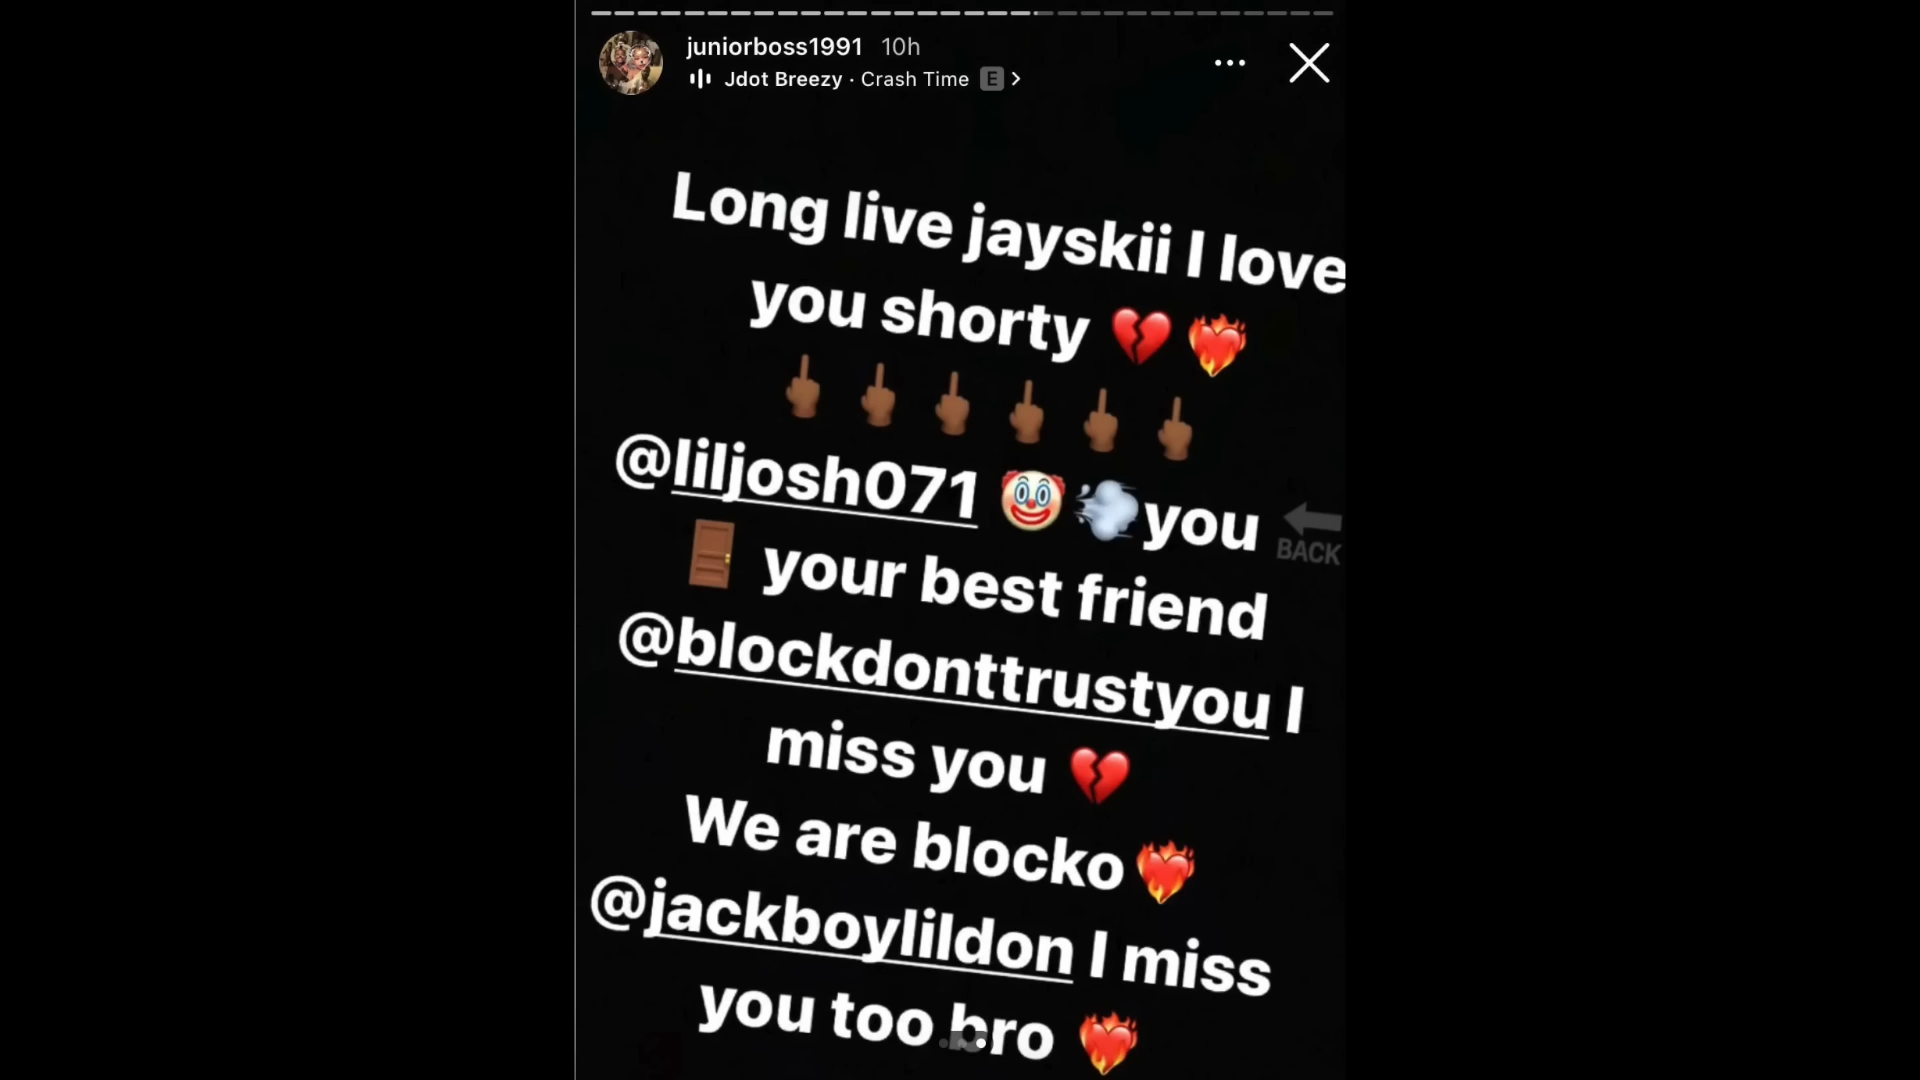 juniorboss1991 10h
Jdot Breezy · Crash Time E >
Long live jayskii I love
you shorty 💔 ❤️‍🔥
🖕🏾 🖕🏾 🖕🏾 🖕🏾 🖕🏾 🖕🏾
@liljosh071 🤡💨you 🔙
🚪 your best friend
@blockdonttrustyou I
miss you 💔
We are blocko❤️‍🔥
@jackboylildon I miss
you too bro ❤️‍🔥